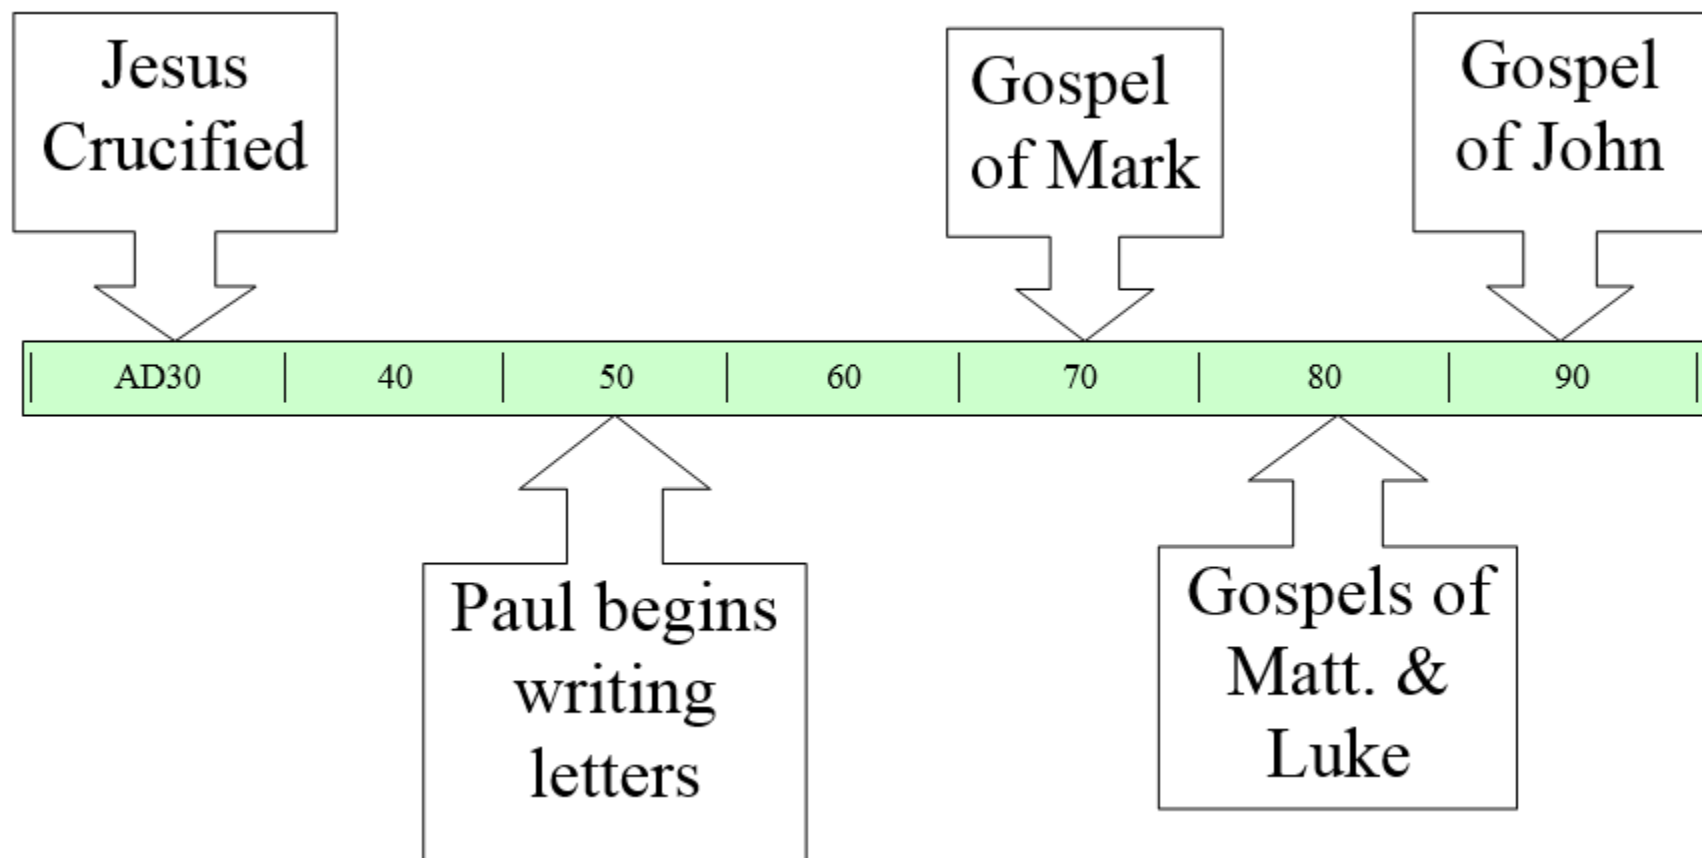 Jesus
Crucified
Gospel
of Mark
Gospel
of John
AD30 40 50 60 70 80 90
Paul begins
writing
letters
Gospels of
Matt. &
Luke